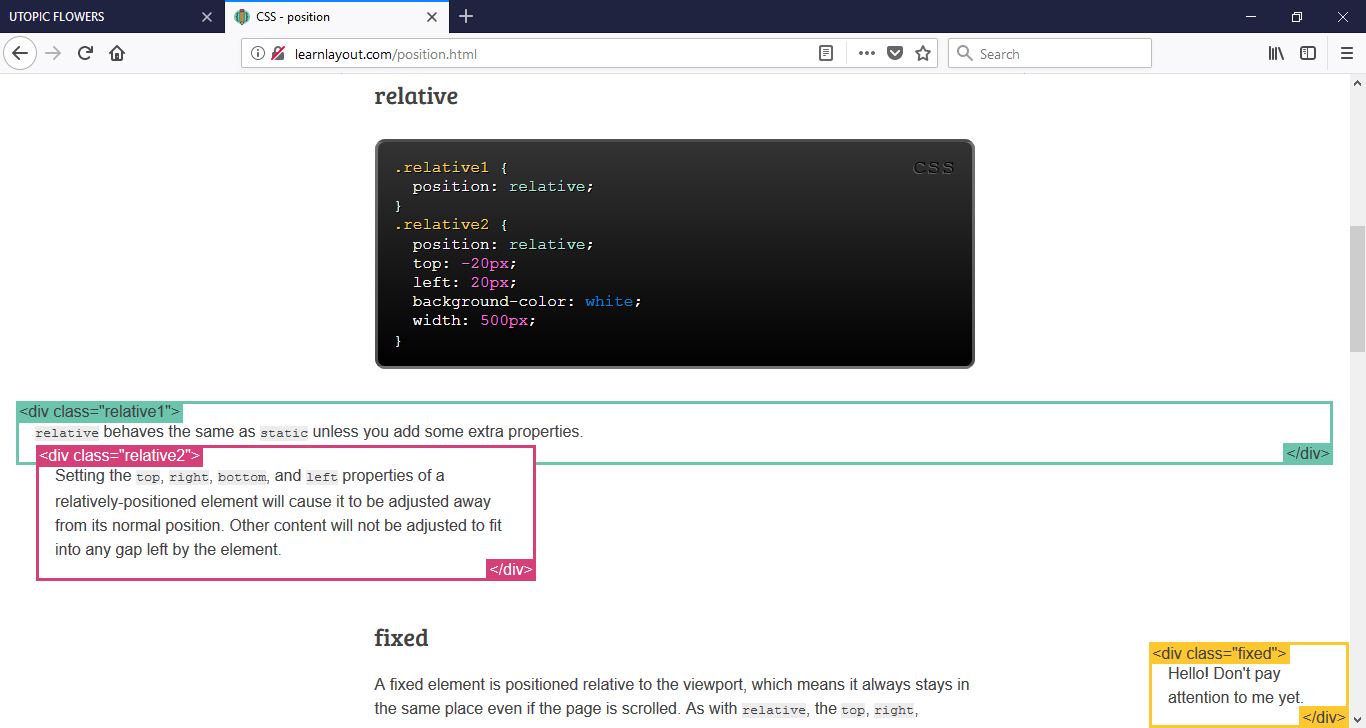 UTOPIC FLOWERS
CSS - position
learnlayout.com/position.html
Search
relative
CSS
.relative1 {
position: relative;
}
.relative2 {
position: relative;
top: -20px;
left: 20px;
background-color: white;
width: 500px;
}
<div class="relative1">
relative behaves the same as static unless you add some extra properties.
</div>
<div class="relative2">
Setting the top, right, bottom, and left properties of a
relatively-positioned element will cause it to be adjusted away
from its normal position. Other content will not be adjusted to fit
into any gap left by the element.
</div>
fixed
A fixed element is positioned relative to the viewport, which means it always stays in
the same place even if the page is scrolled. As with relative, the top, right,
<div class="fixed">
Hello! Don't pay
attention to me yet.
</div>